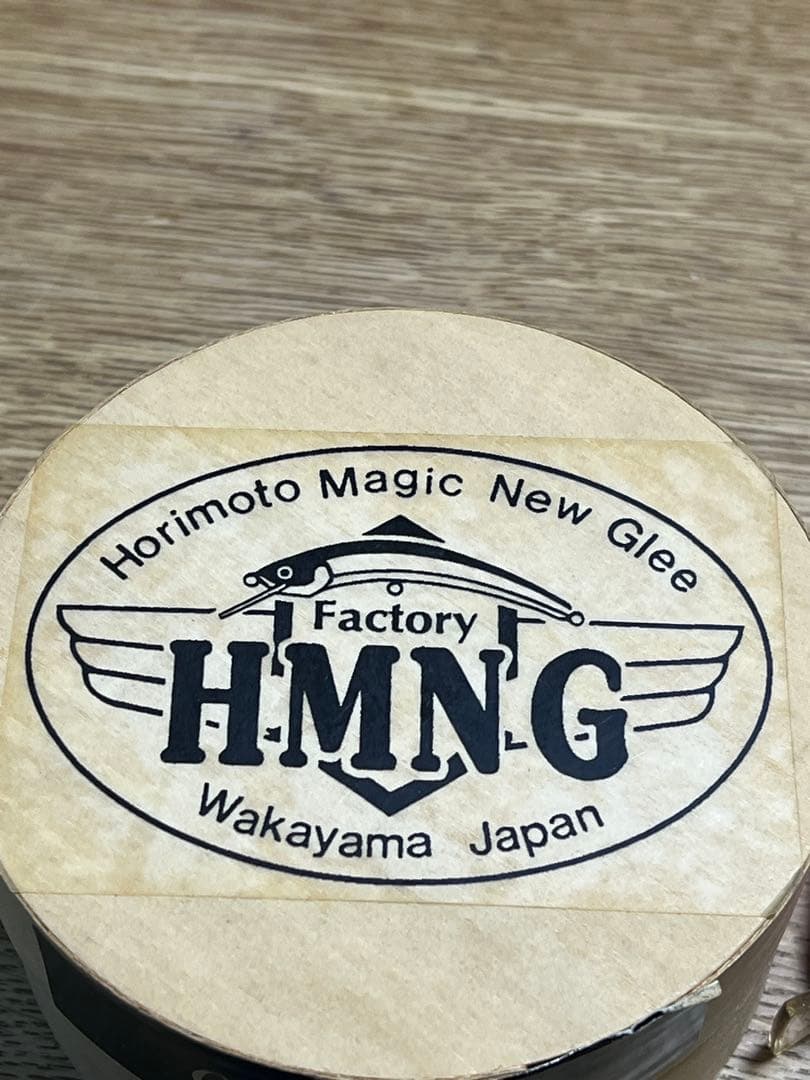 Horimoto Magic New Glee
Factory
HMNG
Wakayama Japan